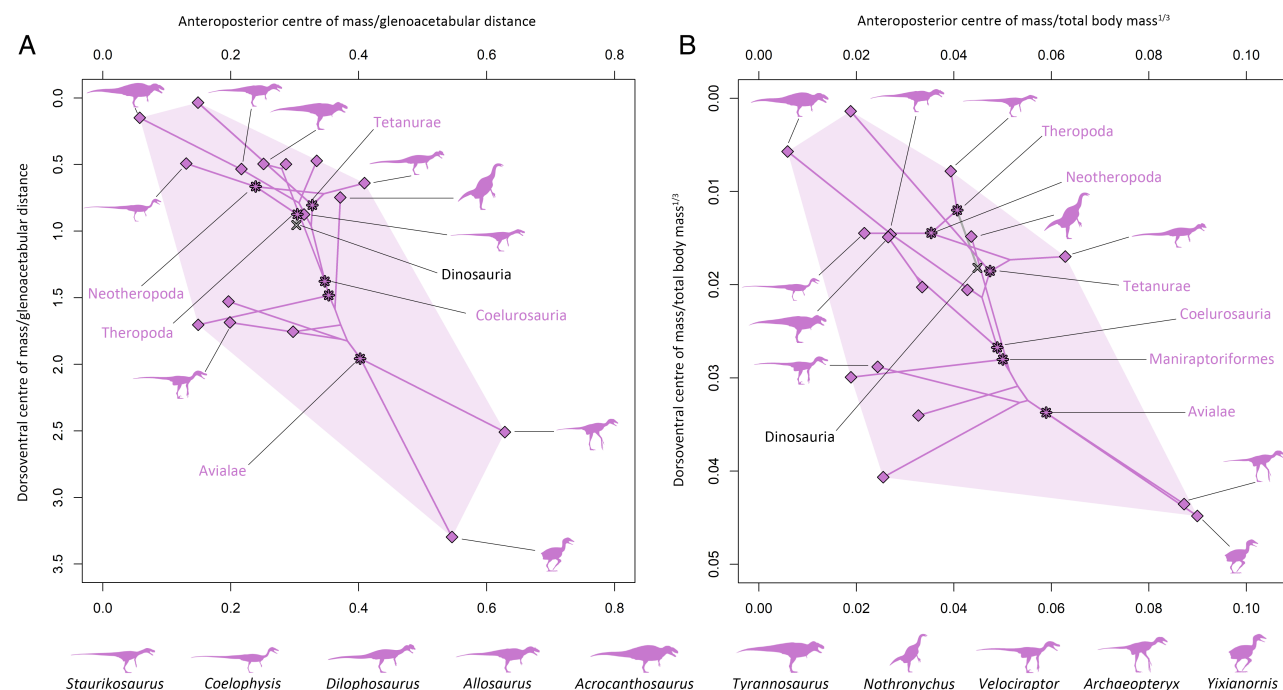 Anteroposterior centre of mass/glenoacetabular distance
A
0.0 0.2 0.4 0.6 0.8
Dorsoventral centre of mass/glenoacetabular distance
0.0
0.5
1.0
1.5
2.0
2.5
3.0
3.5
Tetanurae
Dinosauria
Neotheropoda
Coelurosauria
Theropoda
Avialae
0.0 0.2 0.4 0.6 0.8
Anteroposterior centre of mass/total body mass1/3
B
0.00 0.02 0.04 0.06 0.08 0.10
Dorsoventral centre of mass/total body mass1/3
0.00
0.01
0.02
0.03
0.04
0.05
Theropoda
Neotheropoda
Tetanurae
Coelurosauria
Maniraptoriformes
Avialae
Dinosauria
0.00 0.02 0.04 0.06 0.08 0.10
Staurikosaurus Coelophysis Dilophosaurus Allosaurus Acrocanthosaurus Tyrannosaurus Nothronychus Velociraptor Archaeopteryx Yixianornis